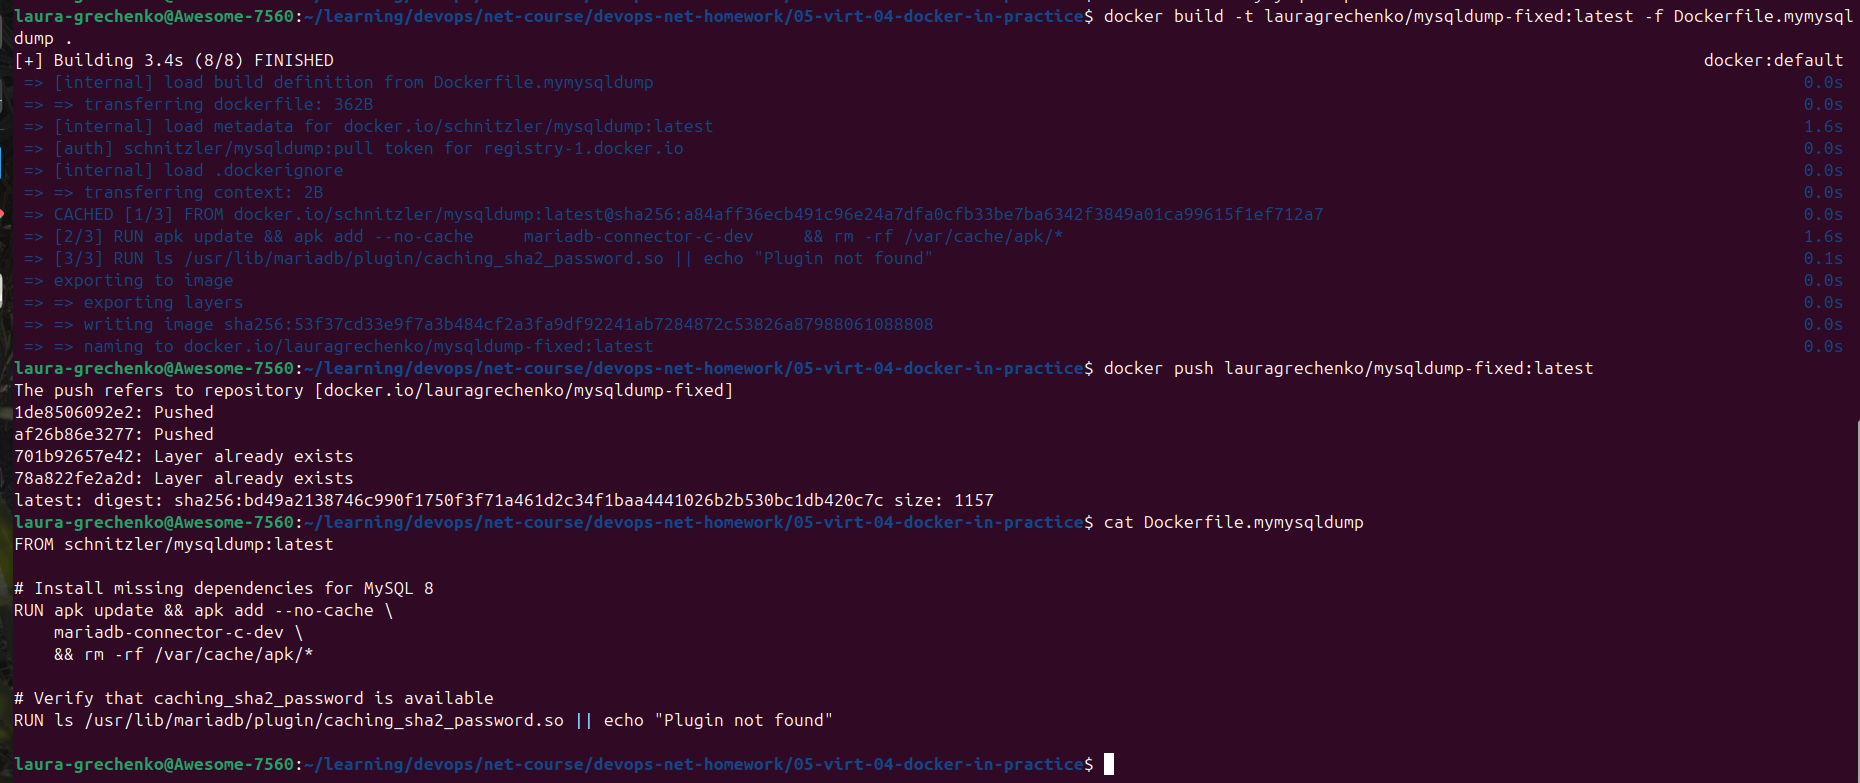 laura-grechenko@Awesome-7560:~/learning/devops/net-course/devops-net-homework/05-virt-04-docker-in-practice$ docker build -t lauragrechenko/mysqldump-fixed:latest -f Dockerfile.mymysql
dump .
[+] Building 3.4s (8/8) FINISHED docker:default
=> [internal] load build definition from Dockerfile.mymysqldump 0.0s
=> => transferring dockerfile: 362B 0.0s
=> [internal] load metadata for docker.io/schnitzler/mysqldump:latest 1.6s
=> [auth] schnitzler/mysqldump:pull token for registry-1.docker.io 0.0s
=> [internal] load .dockerignore 0.0s
=> => transferring context: 2B 0.0s
=> CACHED [1/3] FROM docker.io/schnitzler/mysqldump:latest@sha256:a84aff36ecb491c96e24a7dfa0cfb33be7ba6342f3849a01ca99615f1ef712a7 0.0s
=> [2/3] RUN apk update && apk add --no-cache     mariadb-connector-c-dev     && rm -rf /var/cache/apk/* 1.6s
=> [3/3] RUN ls /usr/lib/mariadb/plugin/caching_sha2_password.so || echo "Plugin not found" 0.1s
=> exporting to image 0.0s
=> => exporting layers 0.0s
=> => writing image sha256:53f37cd33e9f7a3b484cf2a3fa9df92241ab7284872c53826a87988061088808 0.0s
=> => naming to docker.io/lauragrechenko/mysqldump-fixed:latest 0.0s
laura-grechenko@Awesome-7560:~/learning/devops/net-course/devops-net-homework/05-virt-04-docker-in-practice$ docker push lauragrechenko/mysqldump-fixed:latest
The push refers to repository [docker.io/lauragrechenko/mysqldump-fixed]
1de8506092e2: Pushed
af26b86e3277: Pushed
701b92657e42: Layer already exists
78a822fe2a2d: Layer already exists
latest: digest: sha256:bd49a2138746c990f1750f3f71a461d2c34f1baa4441026b2b530bc1db420c7c size: 1157
laura-grechenko@Awesome-7560:~/learning/devops/net-course/devops-net-homework/05-virt-04-docker-in-practice$ cat Dockerfile.mymysqldump
FROM schnitzler/mysqldump:latest

# Install missing dependencies for MySQL 8
RUN apk update && apk add --no-cache \
    mariadb-connector-c-dev \
    && rm -rf /var/cache/apk/*

# Verify that caching_sha2_password is available
RUN ls /usr/lib/mariadb/plugin/caching_sha2_password.so || echo "Plugin not found"

laura-grechenko@Awesome-7560:~/learning/devops/net-course/devops-net-homework/05-virt-04-docker-in-practice$